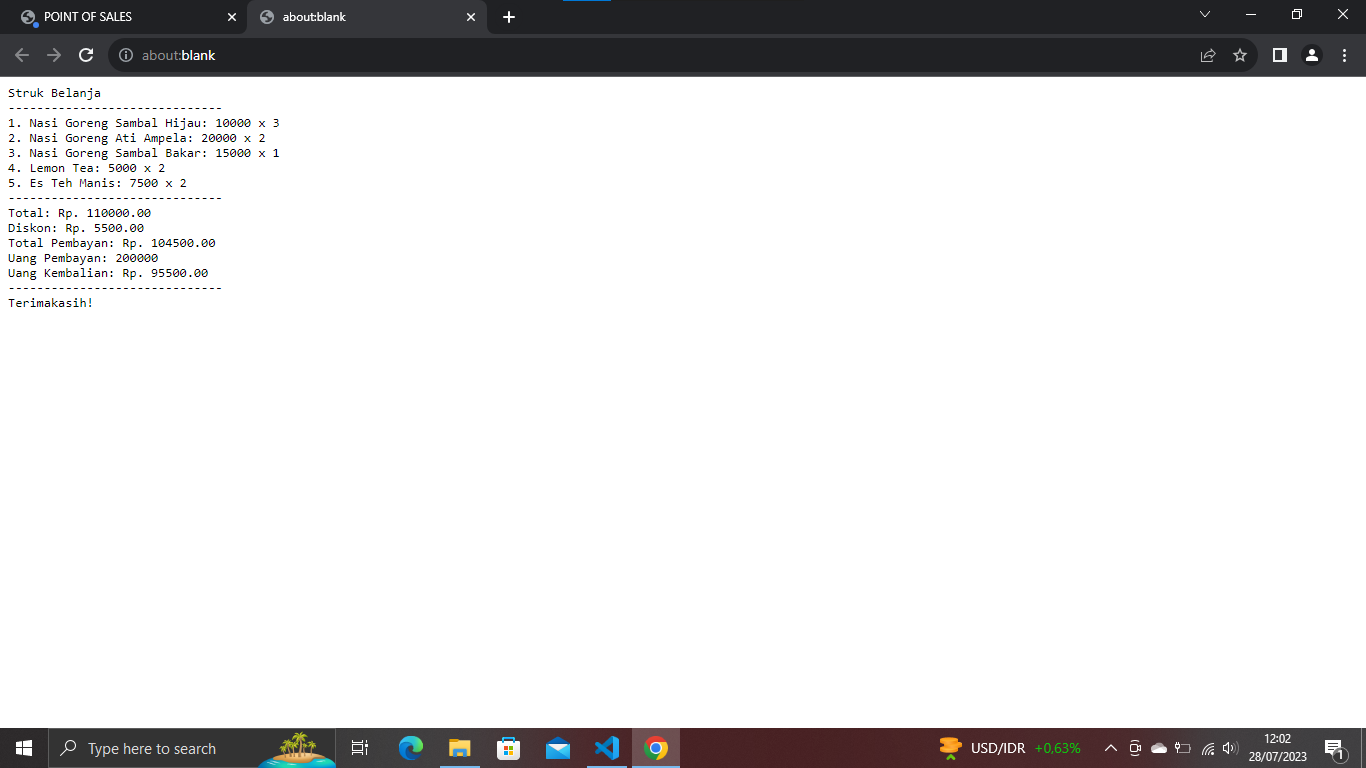 POINT OF SALES
about:blank
about:blank
Struk Belanja
------------------------------
1. Nasi Goreng Sambal Hijau: 10000 x 3
2. Nasi Goreng Ati Ampela: 20000 x 2
3. Nasi Goreng Sambal Bakar: 15000 x 1
4. Lemon Tea: 5000 x 2
5. Es Teh Manis: 7500 x 2
------------------------------
Total: Rp. 110000.00
Diskon: Rp. 5500.00
Total Pembayan: Rp. 104500.00
Uang Pembayan: 200000
Uang Kembalian: Rp. 95500.00
------------------------------
Terimakasih!
Type here to search
USD/IDR +0,63%
12:02
28/07/2023
1